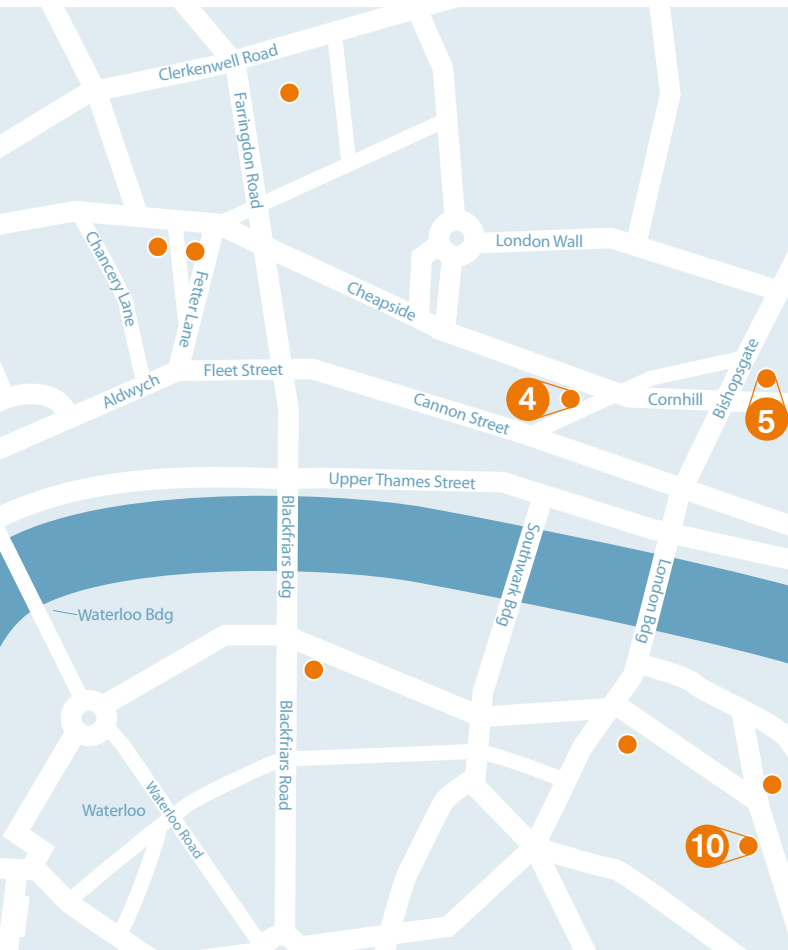 Clerkenwell Road
Farringdon Road
London Wall
Chancery Lane
Fetter Lane
Cheapside
Fleet Street
Aldwych
Cannon Street
4
Cornhill
Bishopsgate
5
Upper Thames Street
Blackfriars Bdg
Southwark Bdg
London Bdg
Waterloo Bdg
Blackfriars Road
Waterloo
Waterloo Road
10